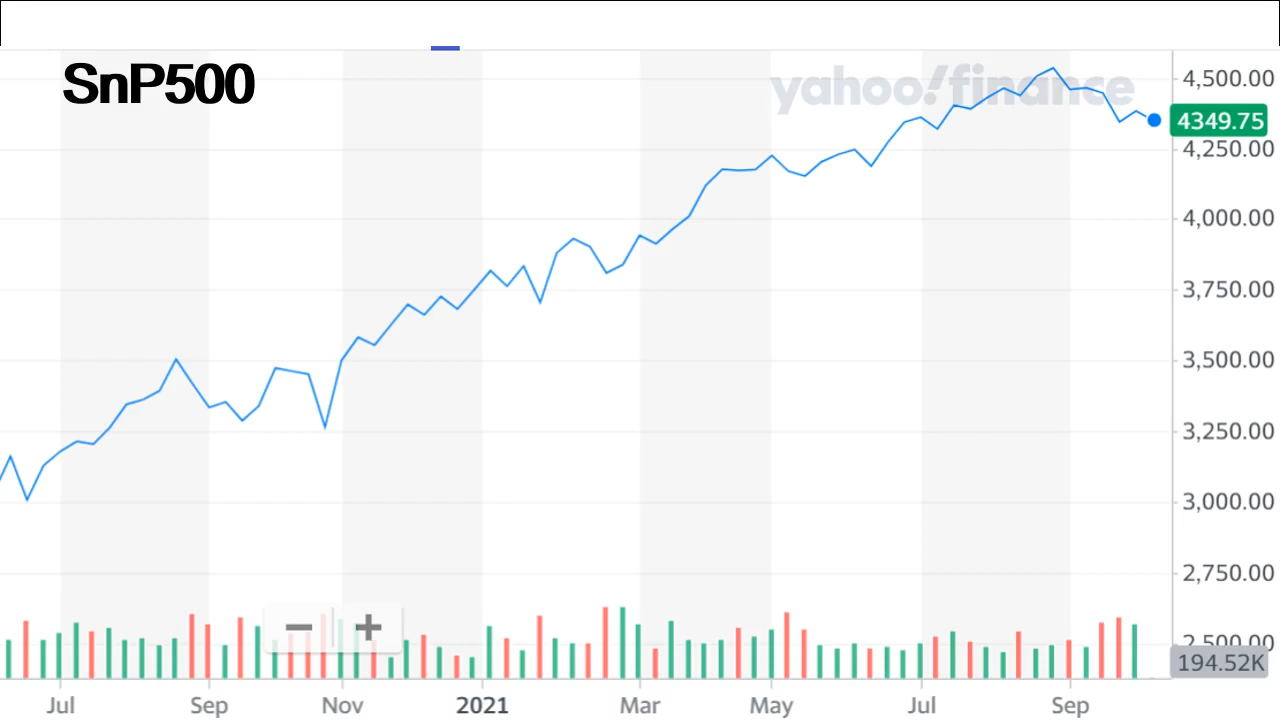 SnP500
yahoo!finance
4,500.00
4349.75
4,250.00
4,000.00
3,750.00
3,500.00
3,250.00
3,000.00
2,750.00
2,500.00
194.52K
Jul Sep Nov 2021 Mar May Jul Sep